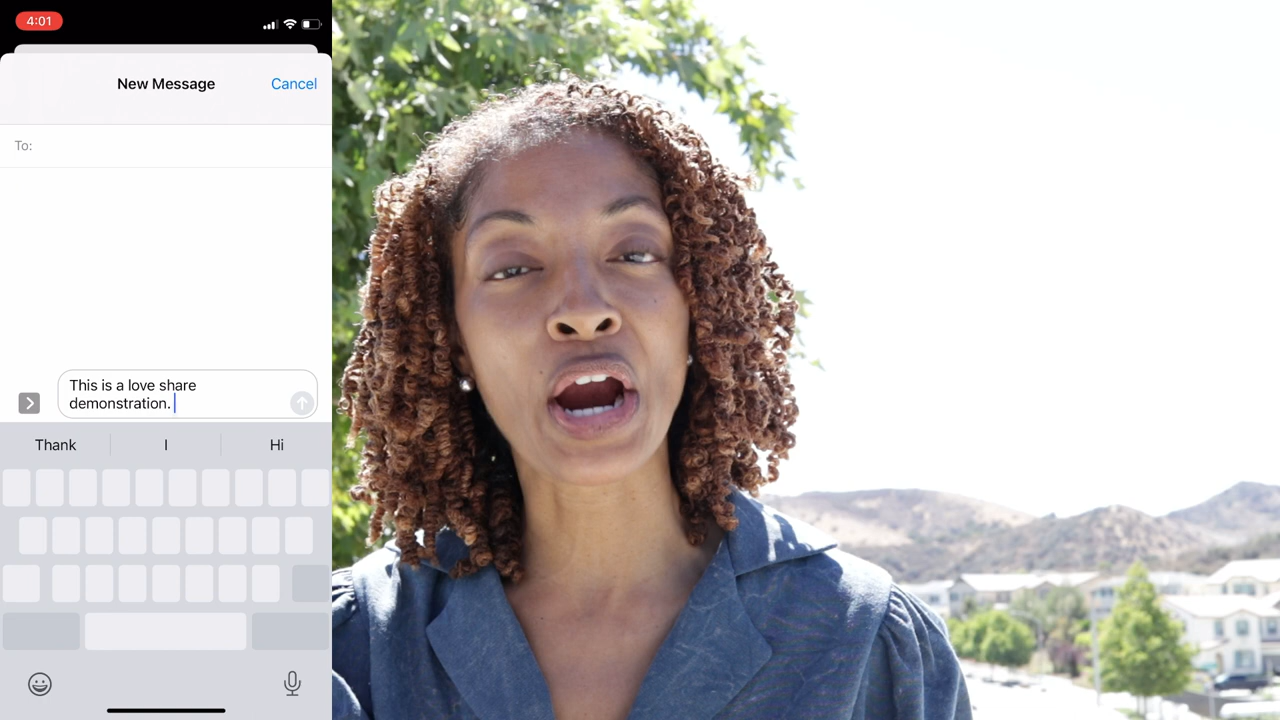 4:01
New Message
Cancel
To:
This is a love share
demonstration.
Thank
I
Hi